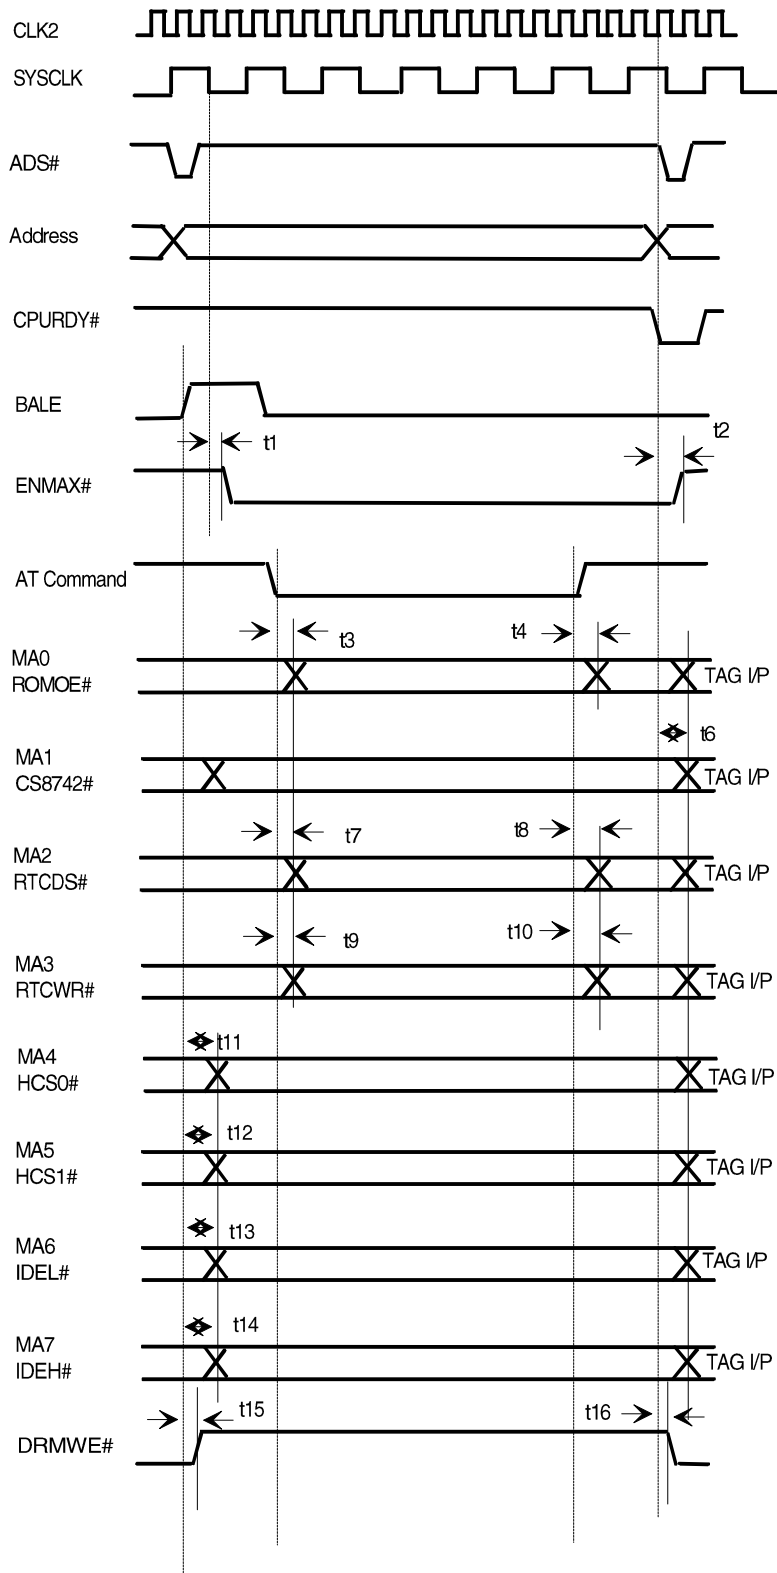 CLK2
SYSCLK
ADS#
Address
CPURDY#
BALE
t1
t2
ENMAX#
AT Command
t3
t4
MA0
ROMOE#
TAG I/P
t6
MA1
CS8742#
TAG I/P
t7
t8
MA2
RTCDS#
TAG I/P
t9
t10
MA3
RTCWR#
TAG I/P
t11
MA4
HCS0#
TAG I/P
t12
MA5
HCS1#
TAG I/P
t13
MA6
IDEL#
TAG I/P
t14
MA7
IDEH#
TAG I/P
t15
t16
DRMWE#